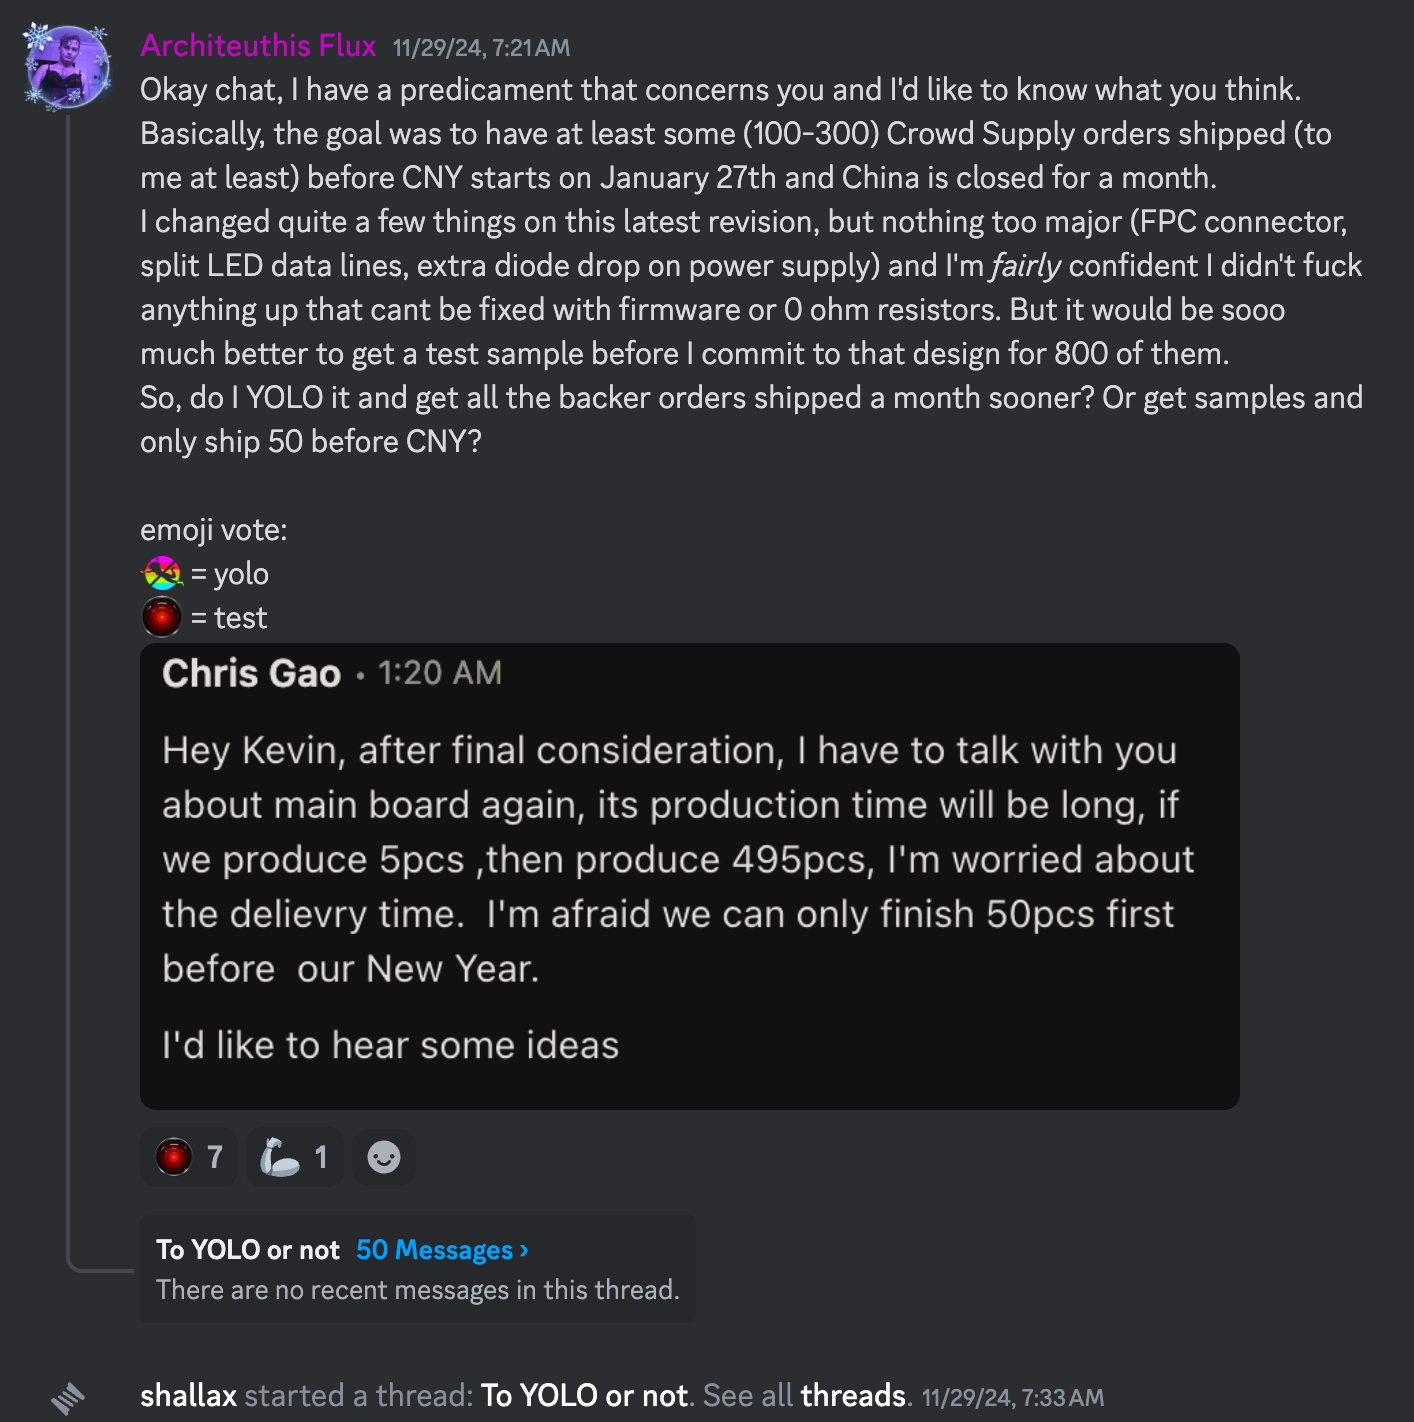 Architeuthis Flux 11/29/24, 7:21 AM
Okay chat, I have a predicament that concerns you and I'd like to know what you think.
Basically, the goal was to have at least some (100-300) Crowd Supply orders shipped (to
me at least) before CNY starts on January 27th and China is closed for a month.
I changed quite a few things on this latest revision, but nothing too major (FPC connector,
split LED data lines, extra diode drop on power supply) and I'm fairly confident I didn't fuck
anything up that cant be fixed with firmware or 0 ohm resistors. But it would be sooo
much better to get a test sample before I commit to that design for 800 of them.
So, do I YOLO it and get all the backer orders shipped a month sooner? Or get samples and
only ship 50 before CNY?
emoji vote:
= yolo
= test
Chris Gao • 1:20 AM
Hey Kevin, after final consideration, I have to talk with you
about main board again, its production time will be long, if
we produce 5pcs ,then produce 495pcs, I'm worried about
the delievry time.  I'm afraid we can only finish 50pcs first
before  our New Year.
I'd like to hear some ideas
7 1
To YOLO or not 50 Messages ›
There are no recent messages in this thread.
shallax started a thread: To YOLO or not. See all threads. 11/29/24, 7:33 AM